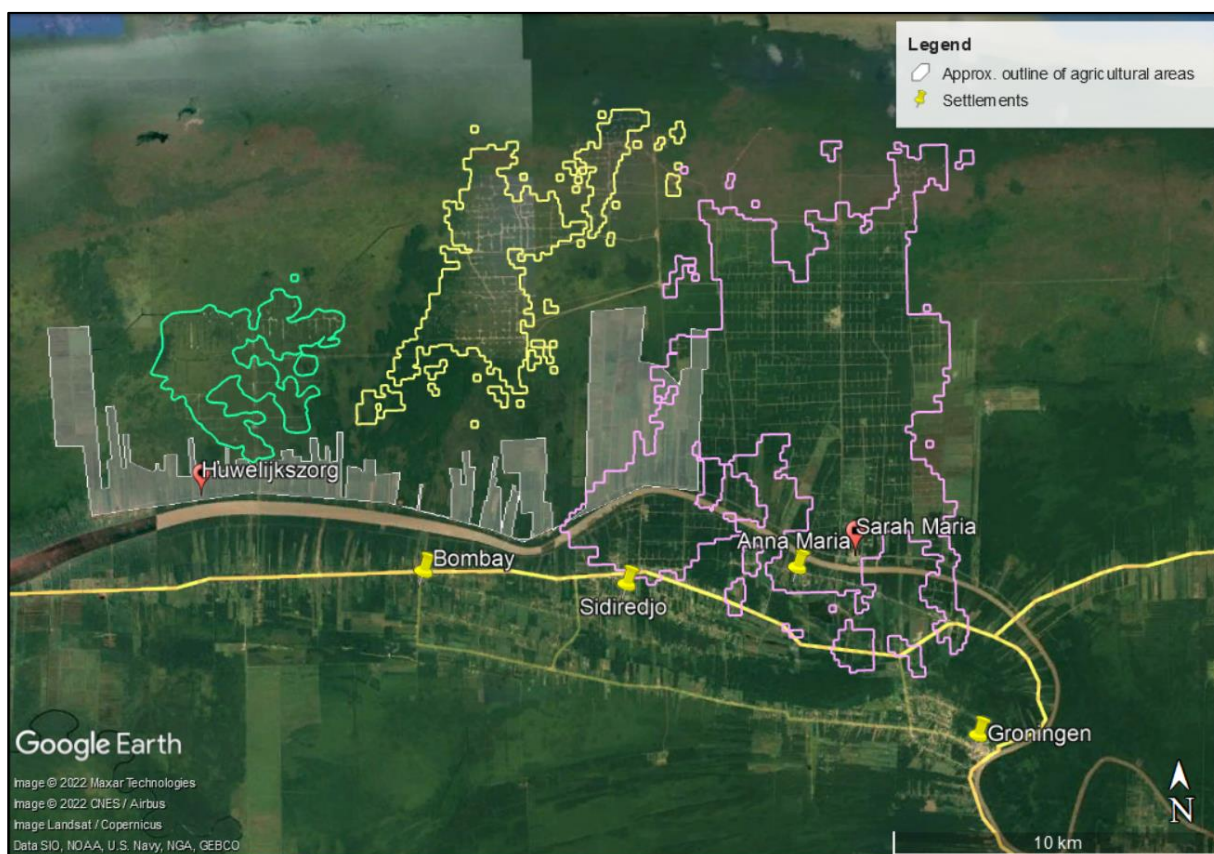 Legend
Approx. outline of agricultural areas
Settlements
Huwelijkszorg
Sarah Maria
Anna Maria
Bombay
Sidiredjo
Groningen
Google Earth
Image © 2022 Maxar Technologies
Image © 2022 CNES / Airbus
Image Landsat / Copernicus
Data SIO, NOAA, U.S. Navy, NGA, GEBCO
N
10 km